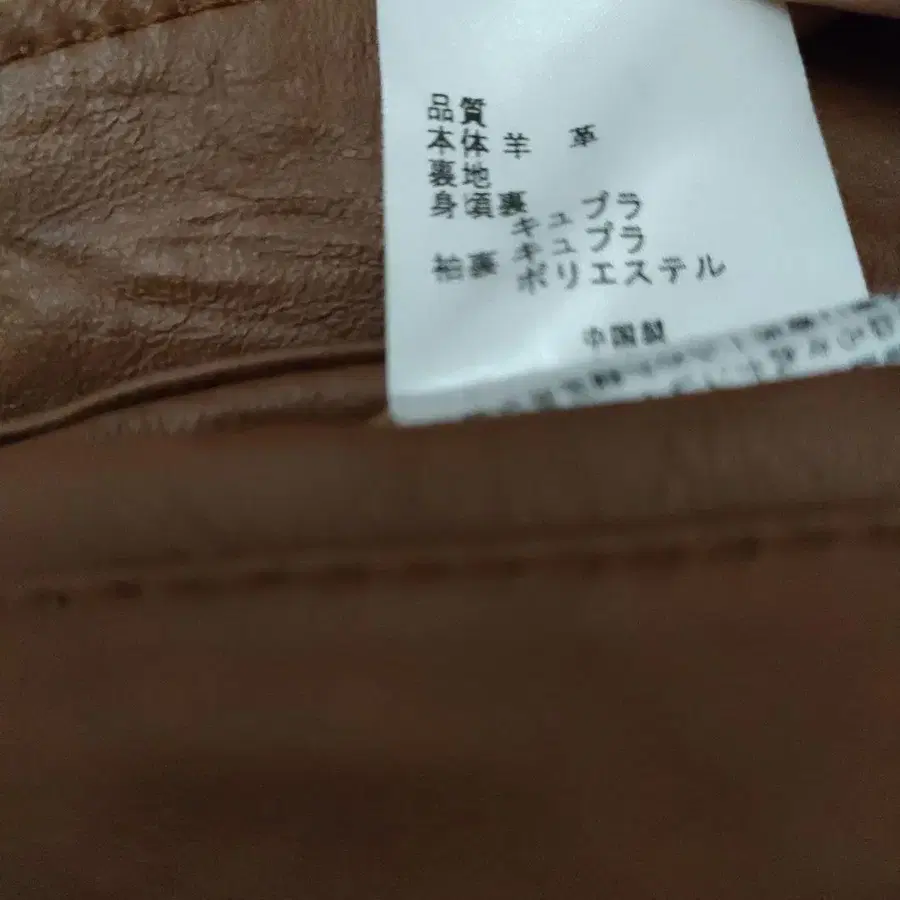 品質
本体 羊 革
裏地
身頃裏 キュプラ
キュプラ
袖裏 ポリエステル
中国製